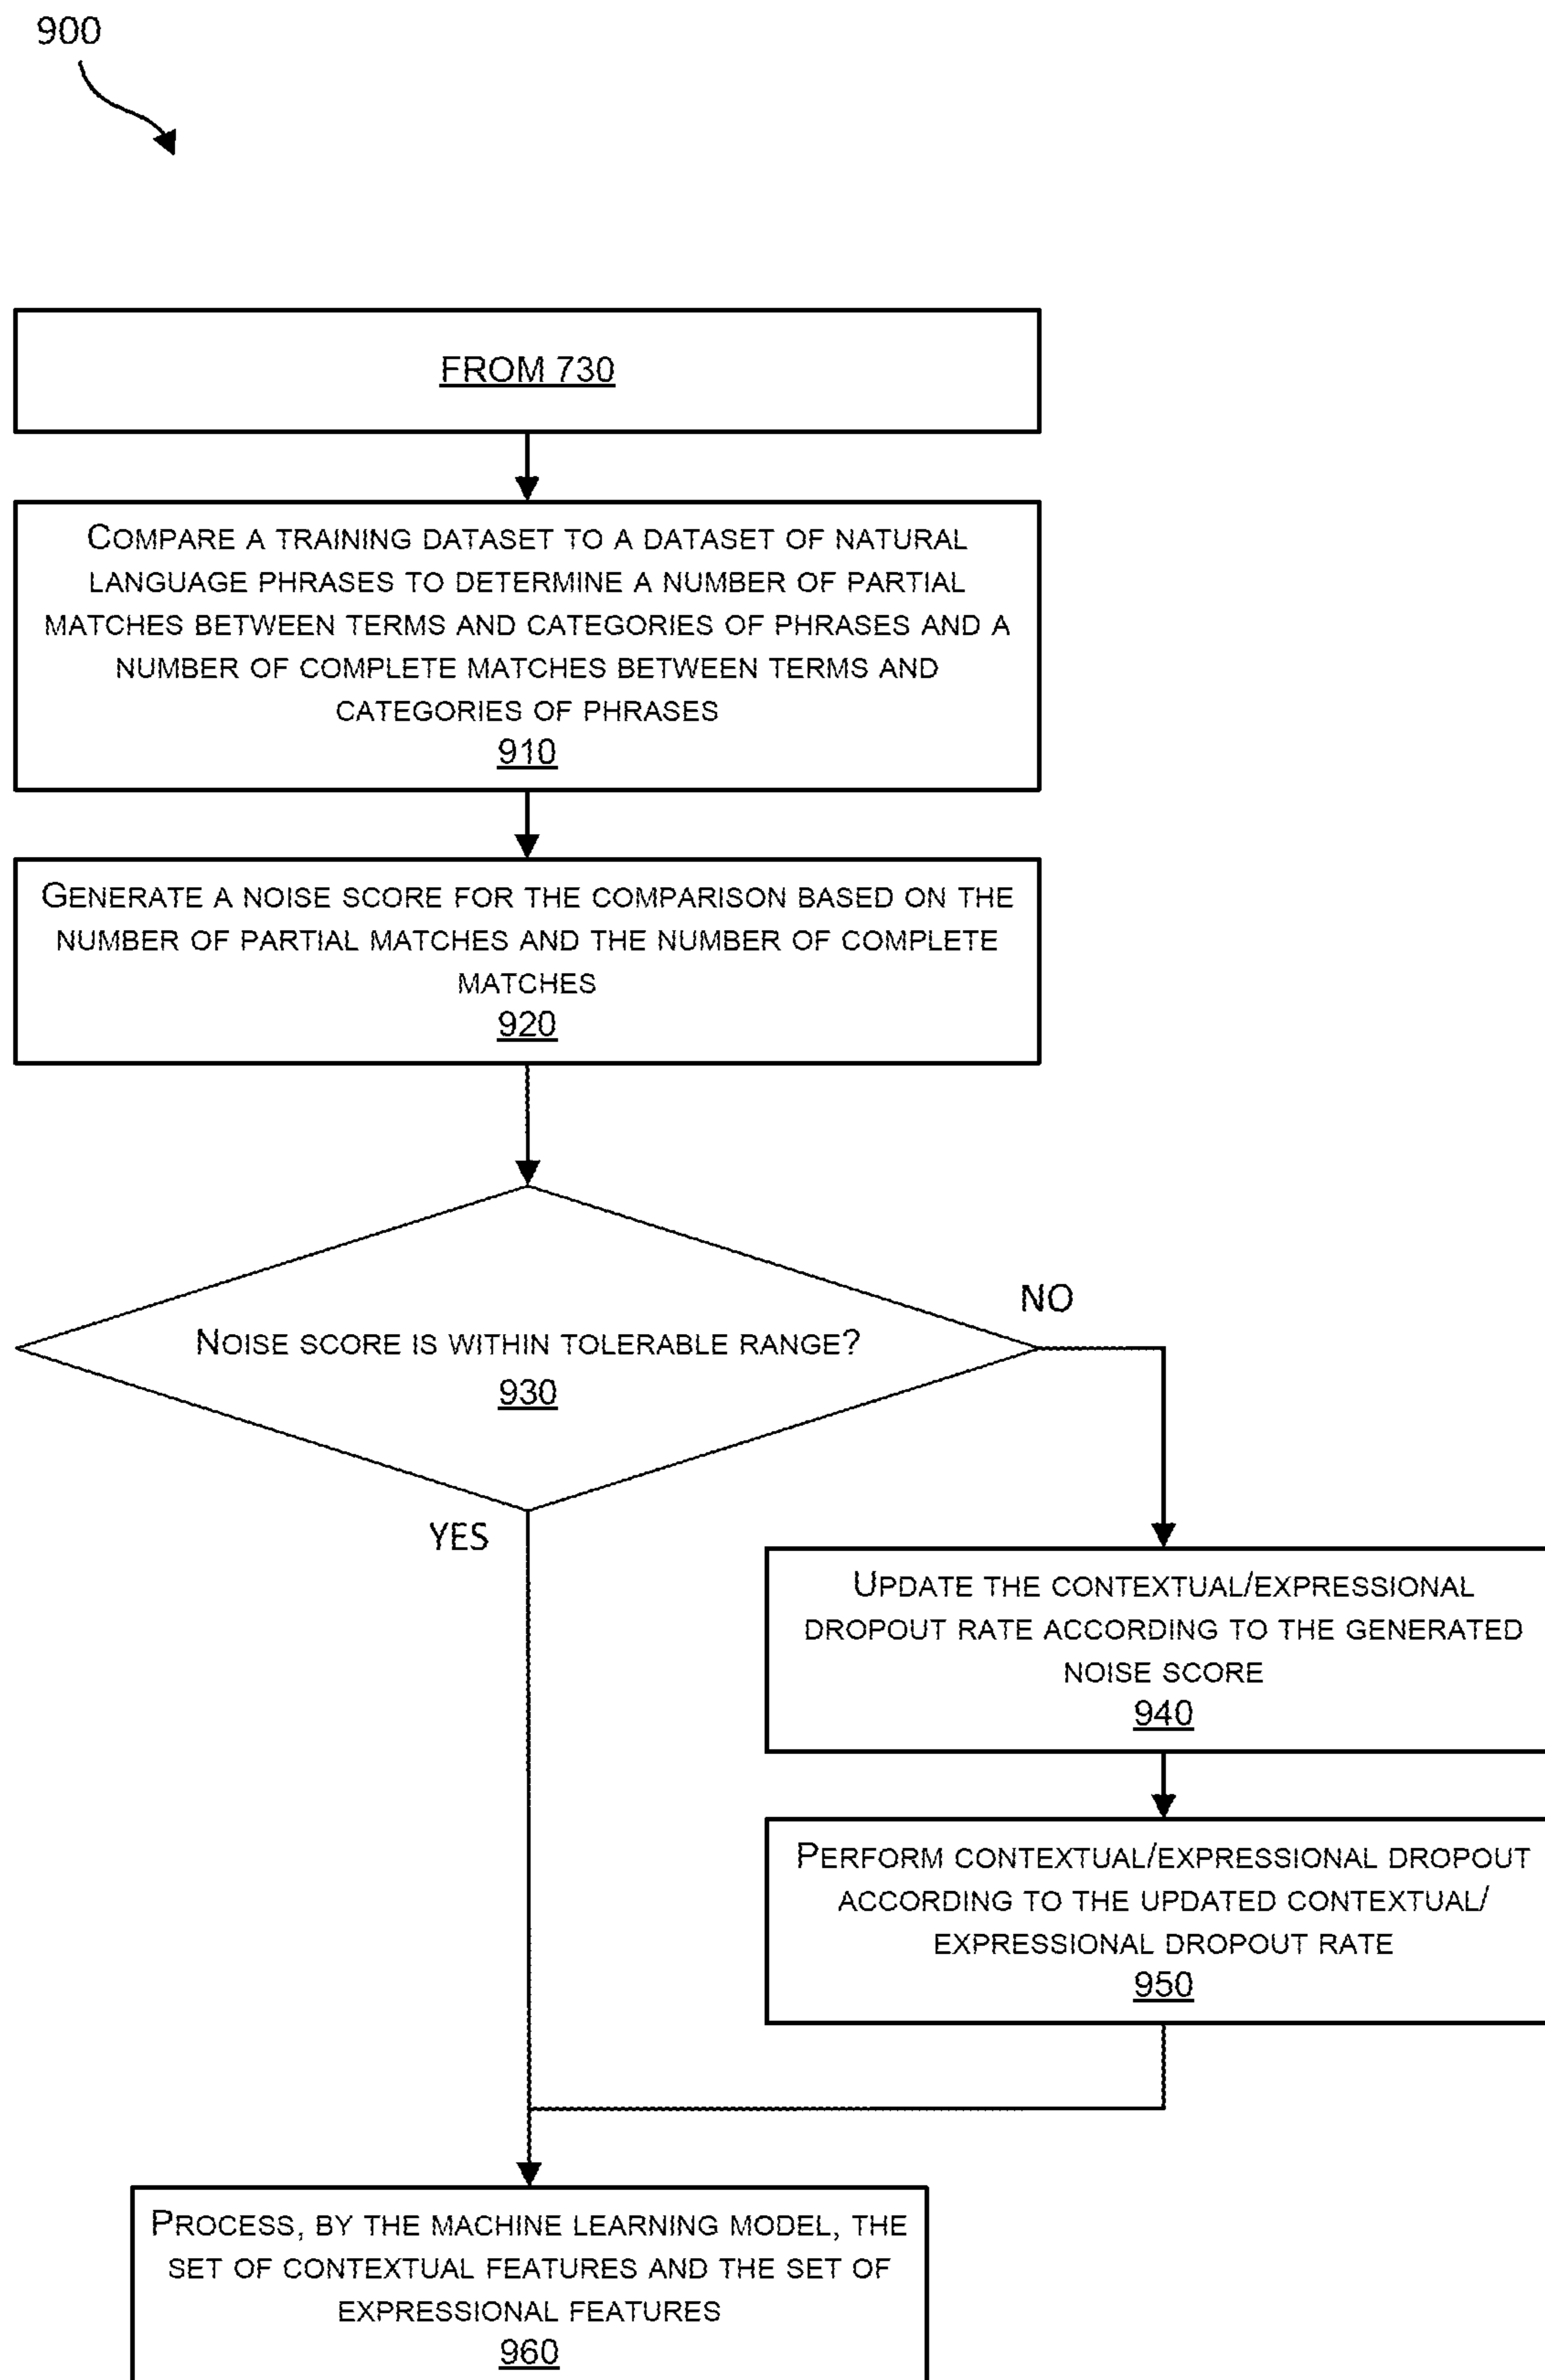 900
FROM 730
COMPARE A TRAINING DATASET TO A DATASET OF NATURAL
LANGUAGE PHRASES TO DETERMINE A NUMBER OF PARTIAL
MATCHES BETWEEN TERMS AND CATEGORIES OF PHRASES AND A
NUMBER OF COMPLETE MATCHES BETWEEN TERMS AND
CATEGORIES OF PHRASES
910
GENERATE A NOISE SCORE FOR THE COMPARISON BASED ON THE
NUMBER OF PARTIAL MATCHES AND THE NUMBER OF COMPLETE
MATCHES
920
NOISE SCORE IS WITHIN TOLERABLE RANGE?
930
NO
YES
UPDATE THE CONTEXTUAL/EXPRESSIONAL
DROPOUT RATE ACCORDING TO THE GENERATED
NOISE SCORE
940
PERFORM CONTEXTUAL/EXPRESSIONAL DROPOUT
ACCORDING TO THE UPDATED CONTEXTUAL/
EXPRESSIONAL DROPOUT RATE
950
PROCESS, BY THE MACHINE LEARNING MODEL, THE
SET OF CONTEXTUAL FEATURES AND THE SET OF
EXPRESSIONAL FEATURES
960